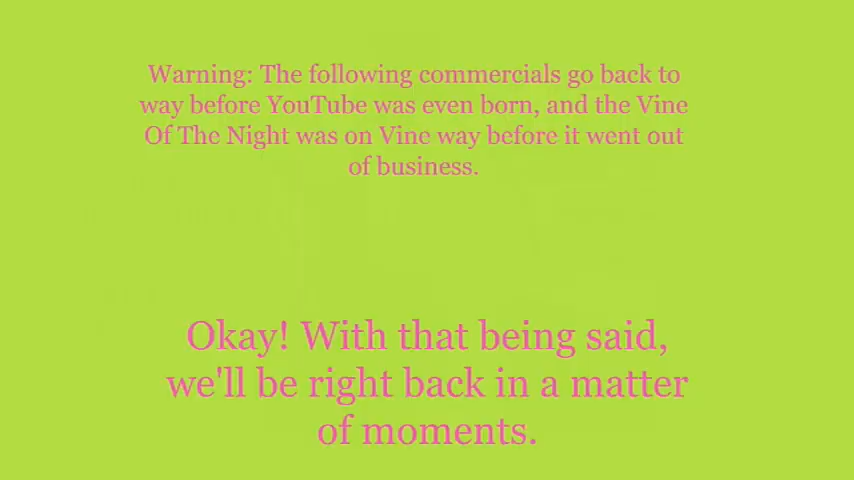 Warning: The following commercials go back to
way before YouTube was even born, and the Vine
Of The Night was on Vine way before it went out
of business.
Okay! With that being said,
we'll be right back in a matter
of moments.